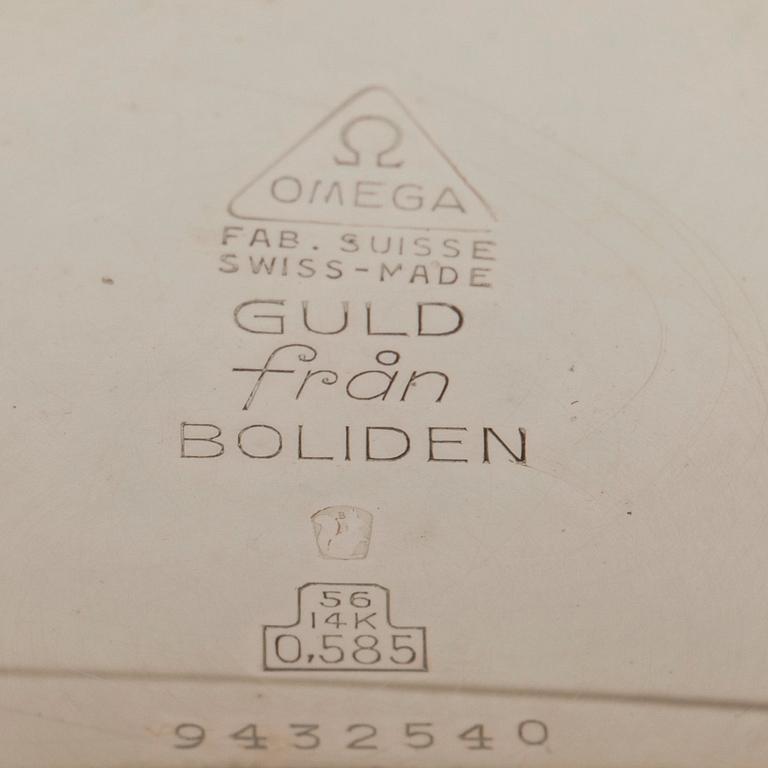 Ω
OMEGA
FAB. SUISSE
SWISS-MADE
GULD
från
BOLIDEN
B
56
14K
0,585
9432540